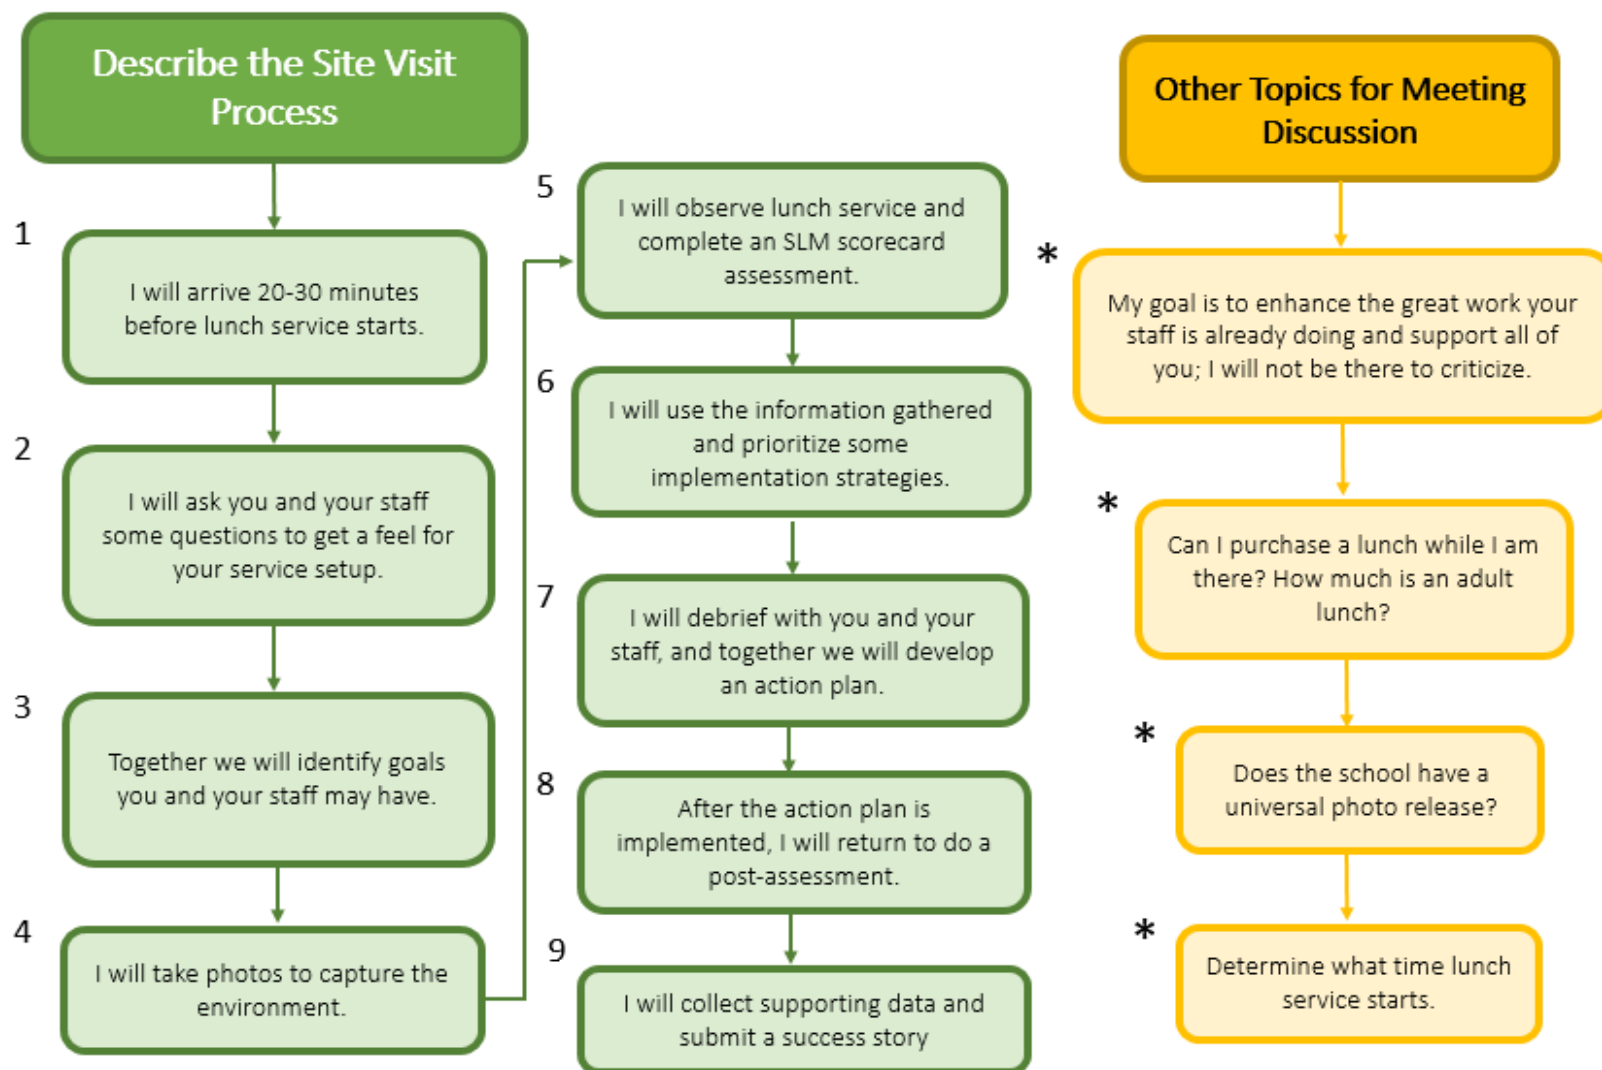 Describe the Site Visit
Process
1
I will arrive 20-30 minutes
before lunch service starts.
2
I will ask you and your staff
some questions to get a feel for
your service setup.
3
Together we will identify goals
you and your staff may have.
4
I will take photos to capture the
environment.
5
I will observe lunch service and
complete an SLM scorecard
assessment.
6
I will use the information gathered
and prioritize some
implementation strategies.
7
I will debrief with you and your
staff, and together we will develop
an action plan.
8
After the action plan is
implemented, I will return to do a
post-assessment.
9
I will collect supporting data and
submit a success story
Other Topics for Meeting
Discussion
*
My goal is to enhance the great work your
staff is already doing and support all of
you; I will not be there to criticize.
*
Can I purchase a lunch while I am
there? How much is an adult
lunch?
*
Does the school have a
universal photo release?
*
Determine what time lunch
service starts.